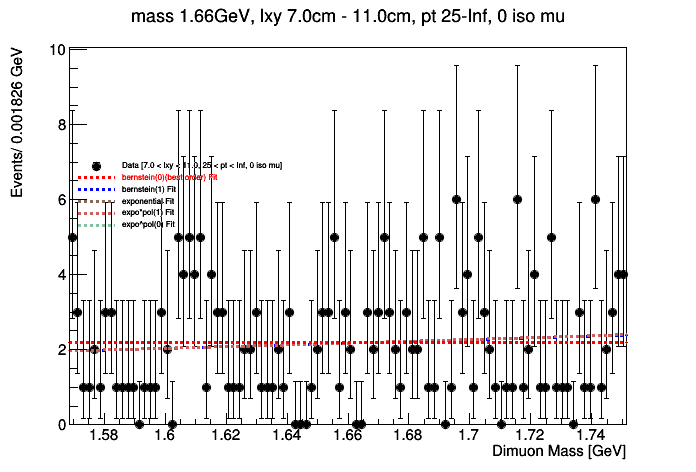 mass 1.66GeV, lxy 7.0cm - 11.0cm, pt 25-Inf, 0 iso mu
Events/ 0.001826 GeV
10
8
6
4
2
0
Data [7.0 < lxy < 11.0, 25 < pt < Inf, 0 iso mu]
bernstein(0)(best order) Fit
bernstein(1) Fit
exponential Fit
expo*pol(1) Fit
expo*pol(0) Fit
1.58 1.6 1.62 1.64 1.66 1.68 1.7 1.72 1.74
Dimuon Mass [GeV]